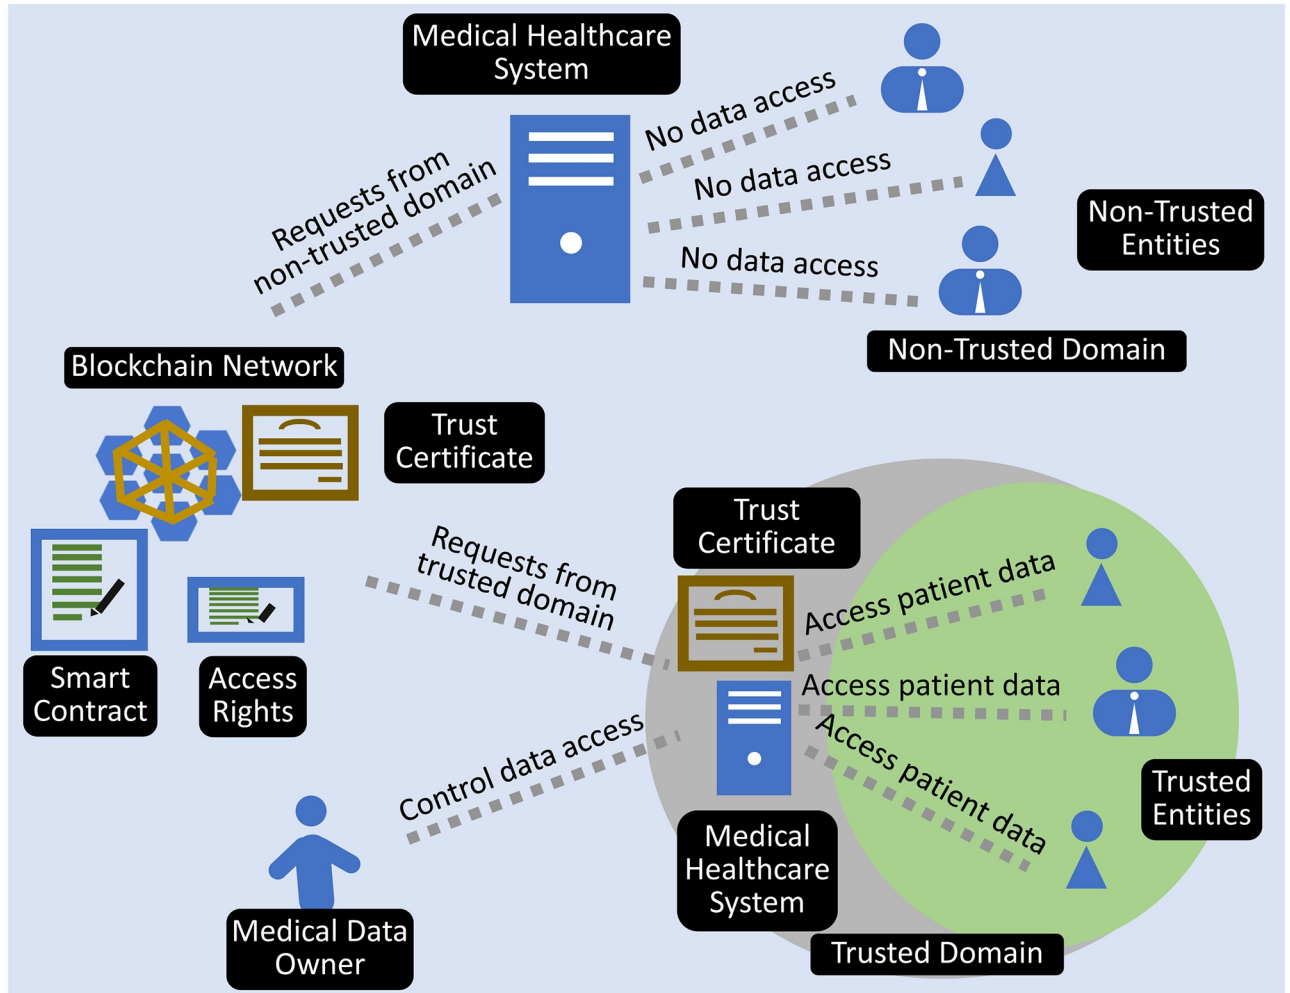 Medical Healthcare
System
No data access
No data access
No data access
Requests from
non-trusted domain
Non-Trusted
Entities
Non-Trusted Domain
Blockchain Network
Trust
Certificate
Trust
Certificate
Requests from
trusted domain
Access patient data
Access patient data
Access patient data
Smart
Contract
Access
Rights
Control data access
Trusted
Entities
Medical
Healthcare
System
Medical Data
Owner
Trusted Domain